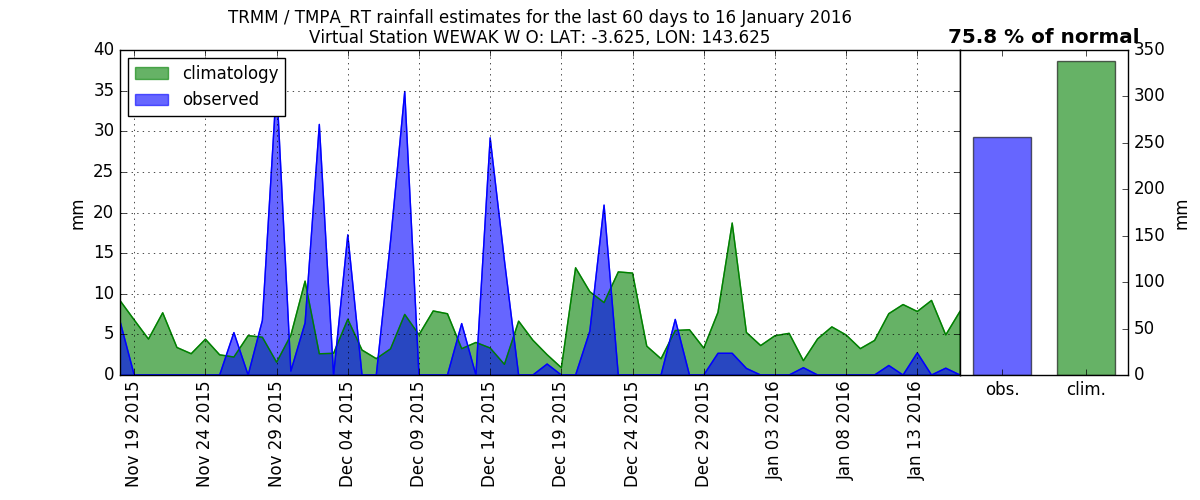 TRMM / TMPA_RT rainfall estimates for the last 60 days to 16 January 2016
Virtual Station WEWAK W O: LAT: -3.625, LON: 143.625
75.8 % of normal
climatology
observed
40
35
30
25
20
15
10
5
0
mm
Nov 19 2015
Nov 24 2015
Nov 29 2015
Dec 04 2015
Dec 09 2015
Dec 14 2015
Dec 19 2015
Dec 24 2015
Dec 29 2015
Jan 03 2016
Jan 08 2016
Jan 13 2016
350
300
250
200
150
100
50
0
mm
obs.
clim.